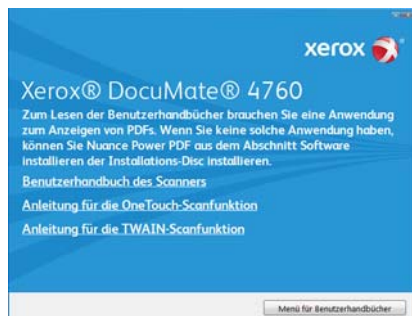 xerox
Xerox® DocuMate® 4760
Zum Lesen der Benutzerhandbücher brauchen Sie eine Anwendung
zum Anzeigen von PDFs. Wenn Sie keine solche Anwendung haben,
können Sie Nuance Power PDF aus dem Abschnitt Software
installieren der Installations-Disc installieren.
Benutzerhandbuch des Scanners
Anleitung für die OneTouch-Scanfunktion
Anleitung für die TWAIN-Scanfunktion
Menü für Benutzerhandbücher